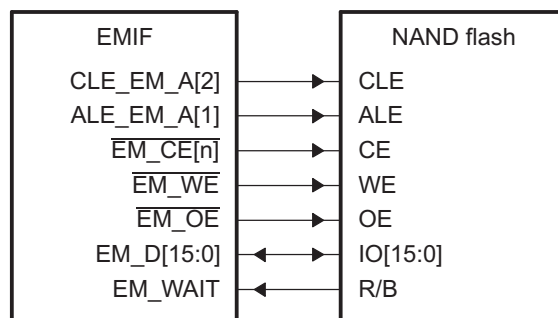 EMIF NAND flash
CLE_EM_A[2] CLE
ALE_EM_A[1] ALE
EM_CE[n] CE
EM_WE WE
EM_OE OE
EM_D[15:0] IO[15:0]
EM_WAIT R/B